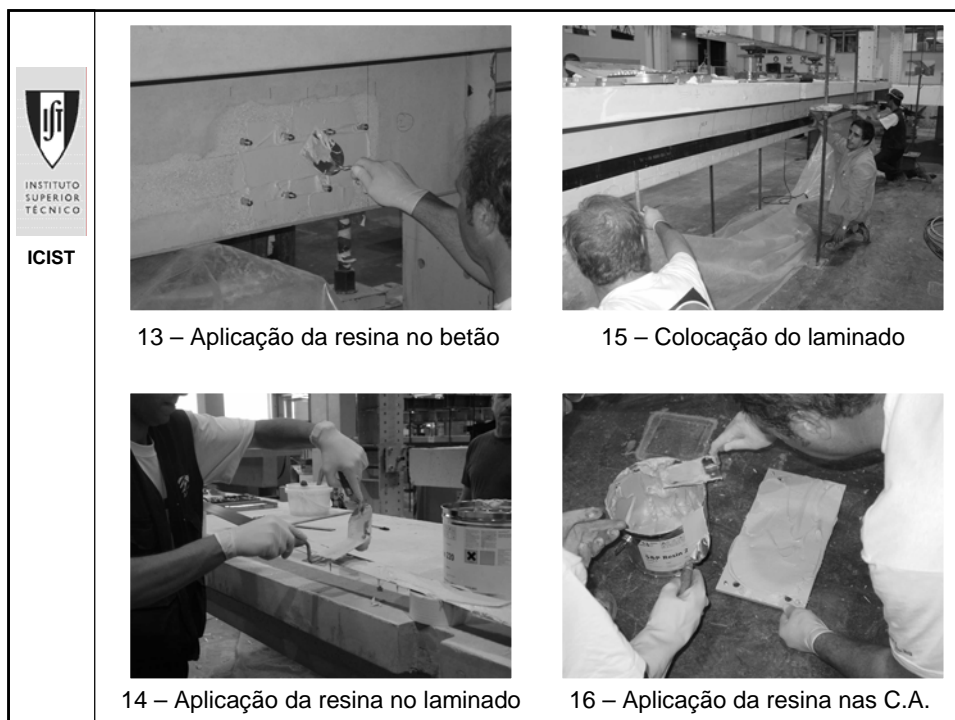 INSTITUTO
SUPERIOR
TÉCNICO
ICIST
13 – Aplicação da resina no betão
15 – Colocação do laminado
14 – Aplicação da resina no laminado
16 – Aplicação da resina nas C.A.